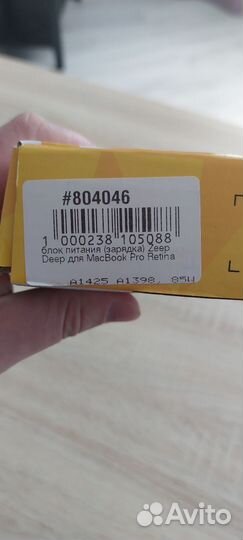 #804046
1 000238 105088
блок питания (зарядка) Zeep
Deep для MacBook Pro Retina
A1425 A1398, 85W
Avito